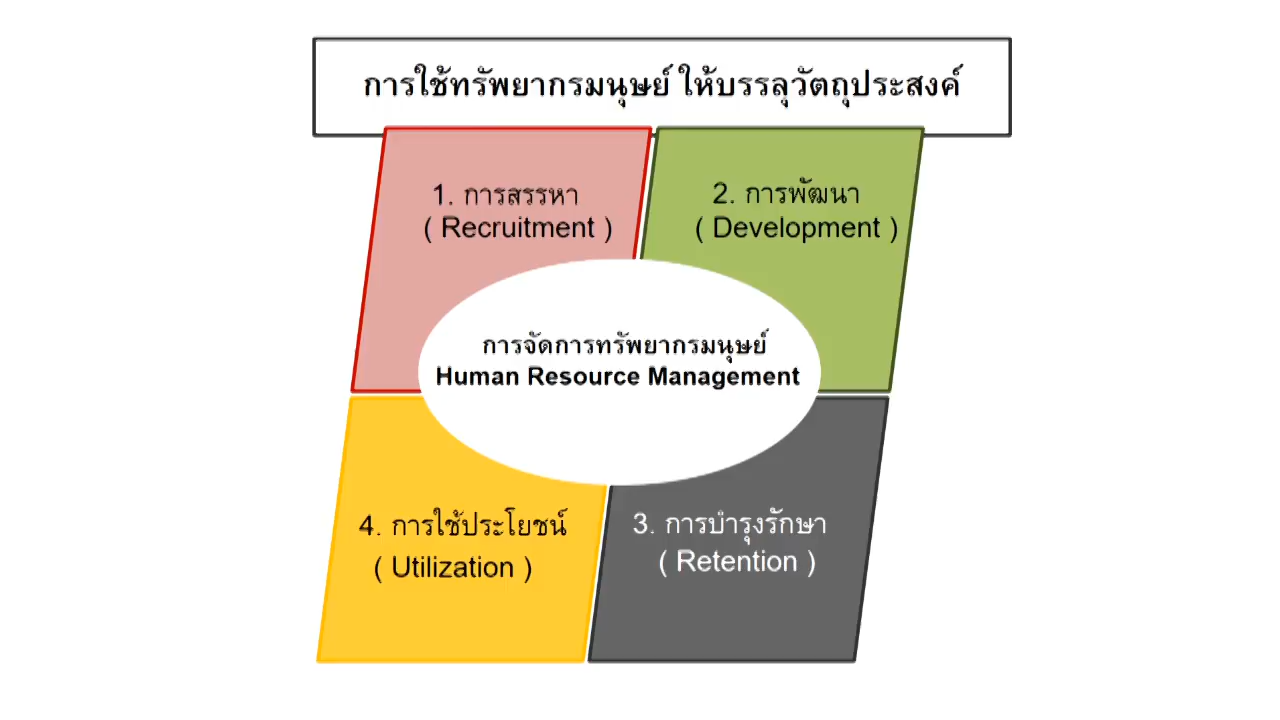 การใช้ทรัพยากรมนุษย์ ให้บรรลุวัตถุประสงค์
1. การสรรหา
( Recruitment )
2. การพัฒนา
( Development )
การจัดการทรัพยากรมนุษย์
Human Resource Management
4. การใช้ประโยชน์
( Utilization )
3. การบำรุงรักษา
( Retention )